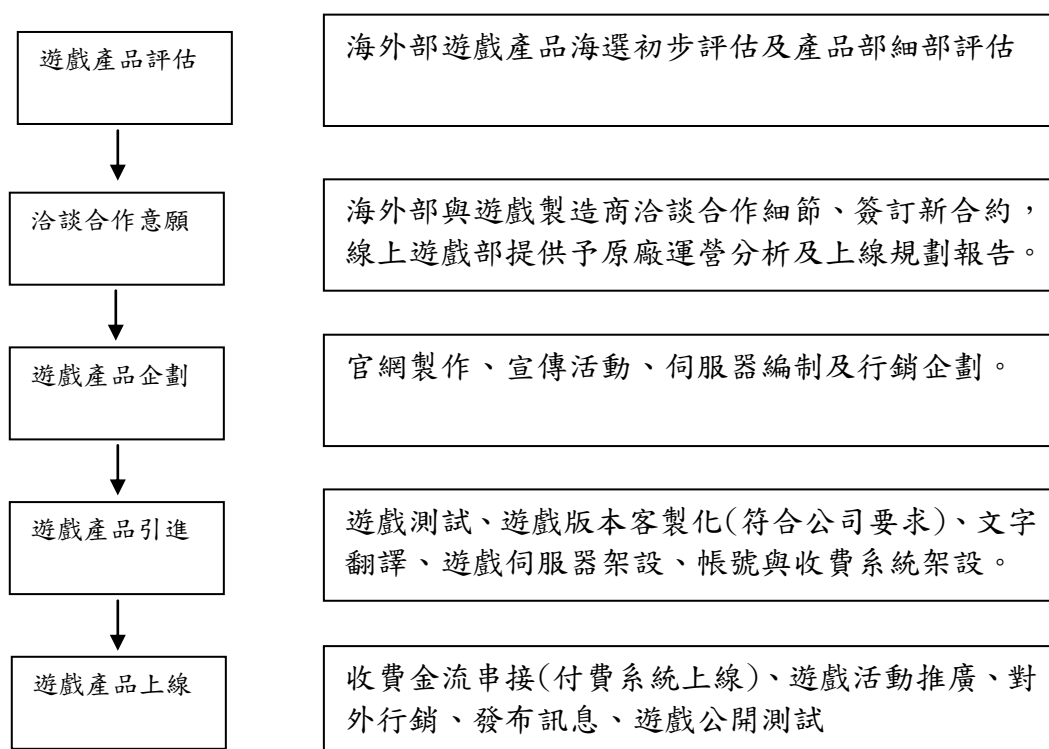 遊戲產品評估
海外部遊戲產品海選初步評估及產品部細部評估
洽談合作意願
海外部與遊戲製造商洽談合作細節、簽訂新合約，
線上遊戲部提供予原廠運營分析及上線規劃報告。
遊戲產品企劃
官網製作、宣傳活動、伺服器編制及行銷企劃。
遊戲產品引進
遊戲測試、遊戲版本客製化(符合公司要求)、文字
翻譯、遊戲伺服器架設、帳號與收費系統架設。
遊戲產品上線
收費金流串接(付費系統上線)、遊戲活動推廣、對
外行銷、發布訊息、遊戲公開測試